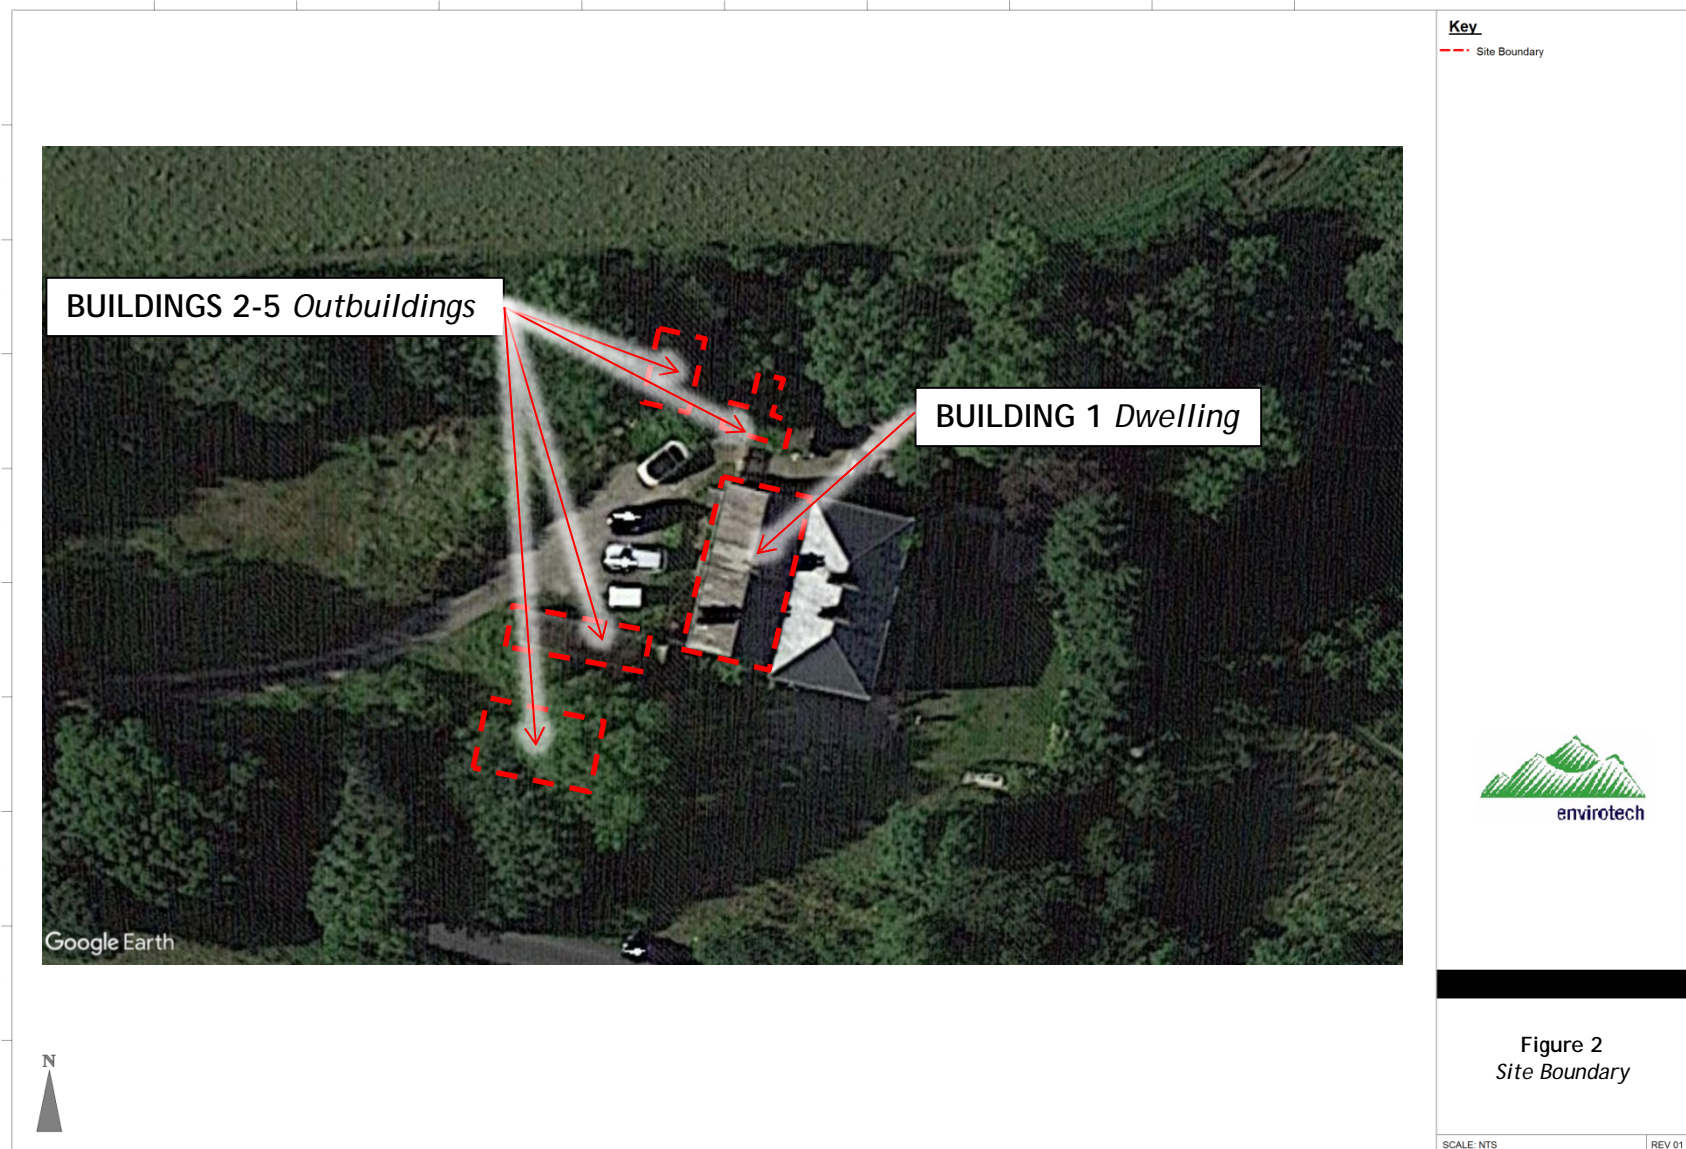 Key
Site Boundary
BUILDINGS 2-5 Outbuildings
BUILDING 1 Dwelling
Google Earth
envirotech
N
Figure 2
Site Boundary
SCALE: NTS
REV 01